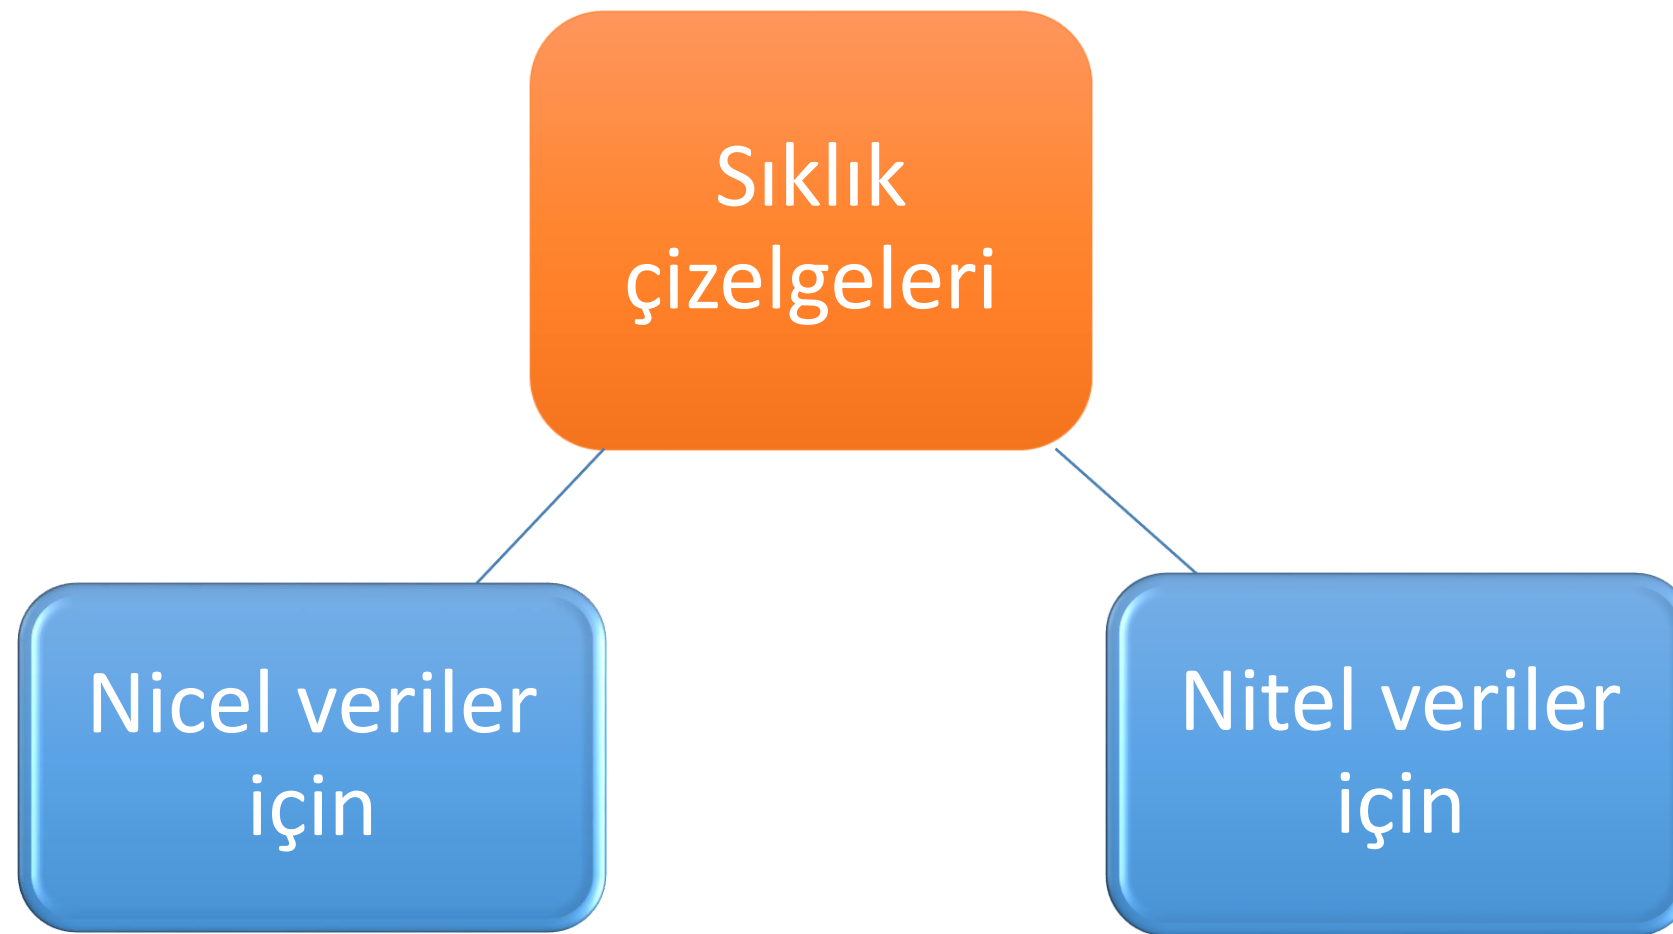 Sıklık
çizelgeleri
Nicel veriler
için
Nitel veriler
için